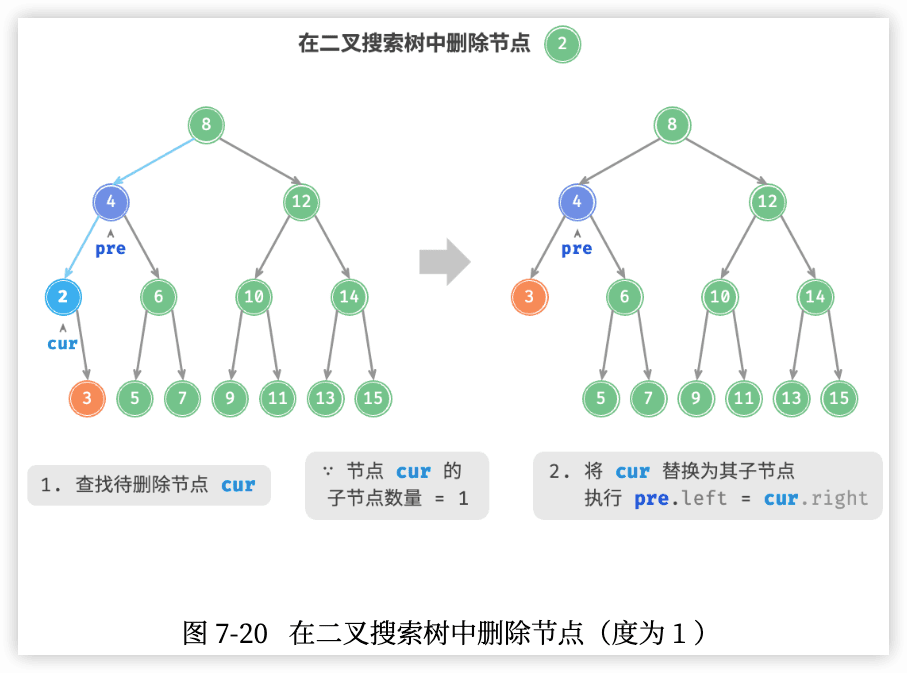 在二叉搜索树中删除节点 2
8
8
4
12
4
12
pre
pre
2
6
10
14
3
6
10
14
cur
3
5
7
9
11
13
15
5
7
9
11
13
15
1. 查找待删除节点 cur
∵ 节点 cur 的
子节点数量 = 1
2. 将 cur 替换为其子节点
执行 pre.left = cur.right
图 7-20 在二叉搜索树中删除节点（度为 1 ）